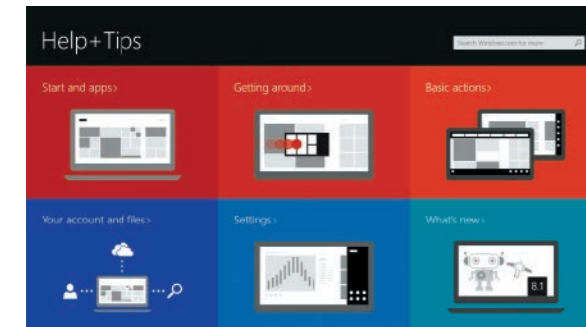 Help+Tips
Search Windows.com for more
Start and apps›
Getting around›
Basic actions›
Your account and files›
Settings›
What's new›
8.1